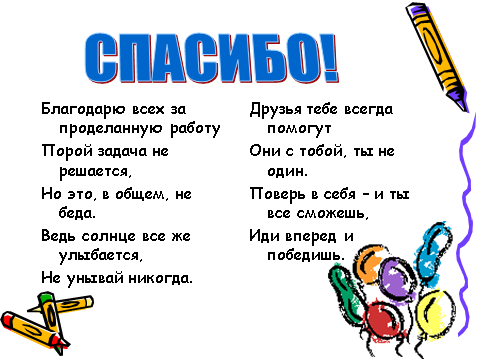 СПАСИБО!
Благодарю всех за
проделанную работу
Порой задача не
решается,
Но это, в общем, не
беда.
Ведь солнце все же
улыбается,
Не унывай никогда.
Друзья тебе всегда
помогут
Они с тобой, ты не
один.
Поверь в себя – и ты
все сможешь,
Иди вперед и
победишь.